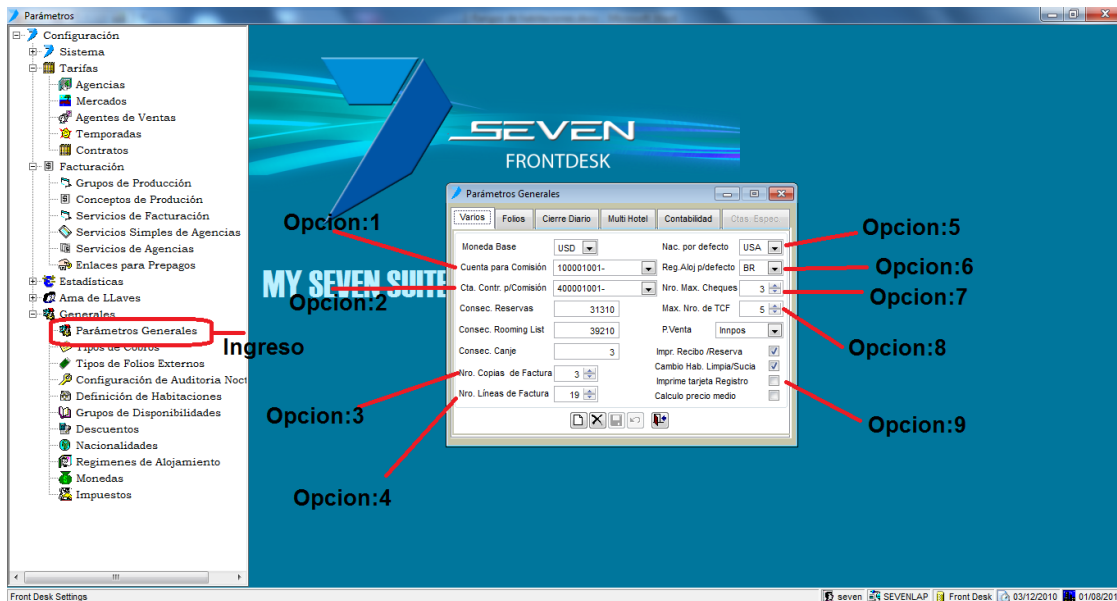 Parámetros
Configuración
Sistema
Tarifas
Agencias
Mercados
Agentes de Ventas
Temporadas
Contratos
Facturación
Grupos de Producción
Conceptos de Produción
Servicios de Facturación
Servicios Simples de Agencias
Servicios de Agencias
Enlaces para Prepagos
Estadísticas
Ama de LLaves
Generales
Parámetros Generales
Tipos de Cobros
Tipos de Folios Externos
Configuración de Auditoria Noct
Definición de Habitaciones
Grupos de Disponibilidades
Descuentos
Nacionalidades
Regimenes de Alojamiento
Monedas
Impuestos
Ingreso
SEVEN
FRONTDESK
MY SEVEN SUITE
Opcion:1
Opcion:2
Opcion:3
Opcion:4
Parámetros Generales
Varios Folios Cierre Diario Multi Hotel Contabilidad Ctas. Espec.
Moneda Base USD Nac. por defecto USA
Cuenta para Comisión 100001001- Reg.Aloj p/defecto BR
Cta. Contr. p/Comisión 400001001- Nro. Max. Cheques 3
Consec. Reservas 31310 Max. Nro. de TCF 5
Consec. Rooming List 39210 P.Venta Innpos
Consec. Canje 3 Impr. Recibo /Reserva
Cambio Hab. Limpia/Sucia
Nro. Copias de Factura 3 Imprime tarjeta Registro
Nro. Líneas de Factura 19 Calculo precio medio
Opcion:5
Opcion:6
Opcion:7
Opcion:8
Opcion:9
Front Desk Settings seven SEVENLAP Front Desk 03/12/2010 01/08/201